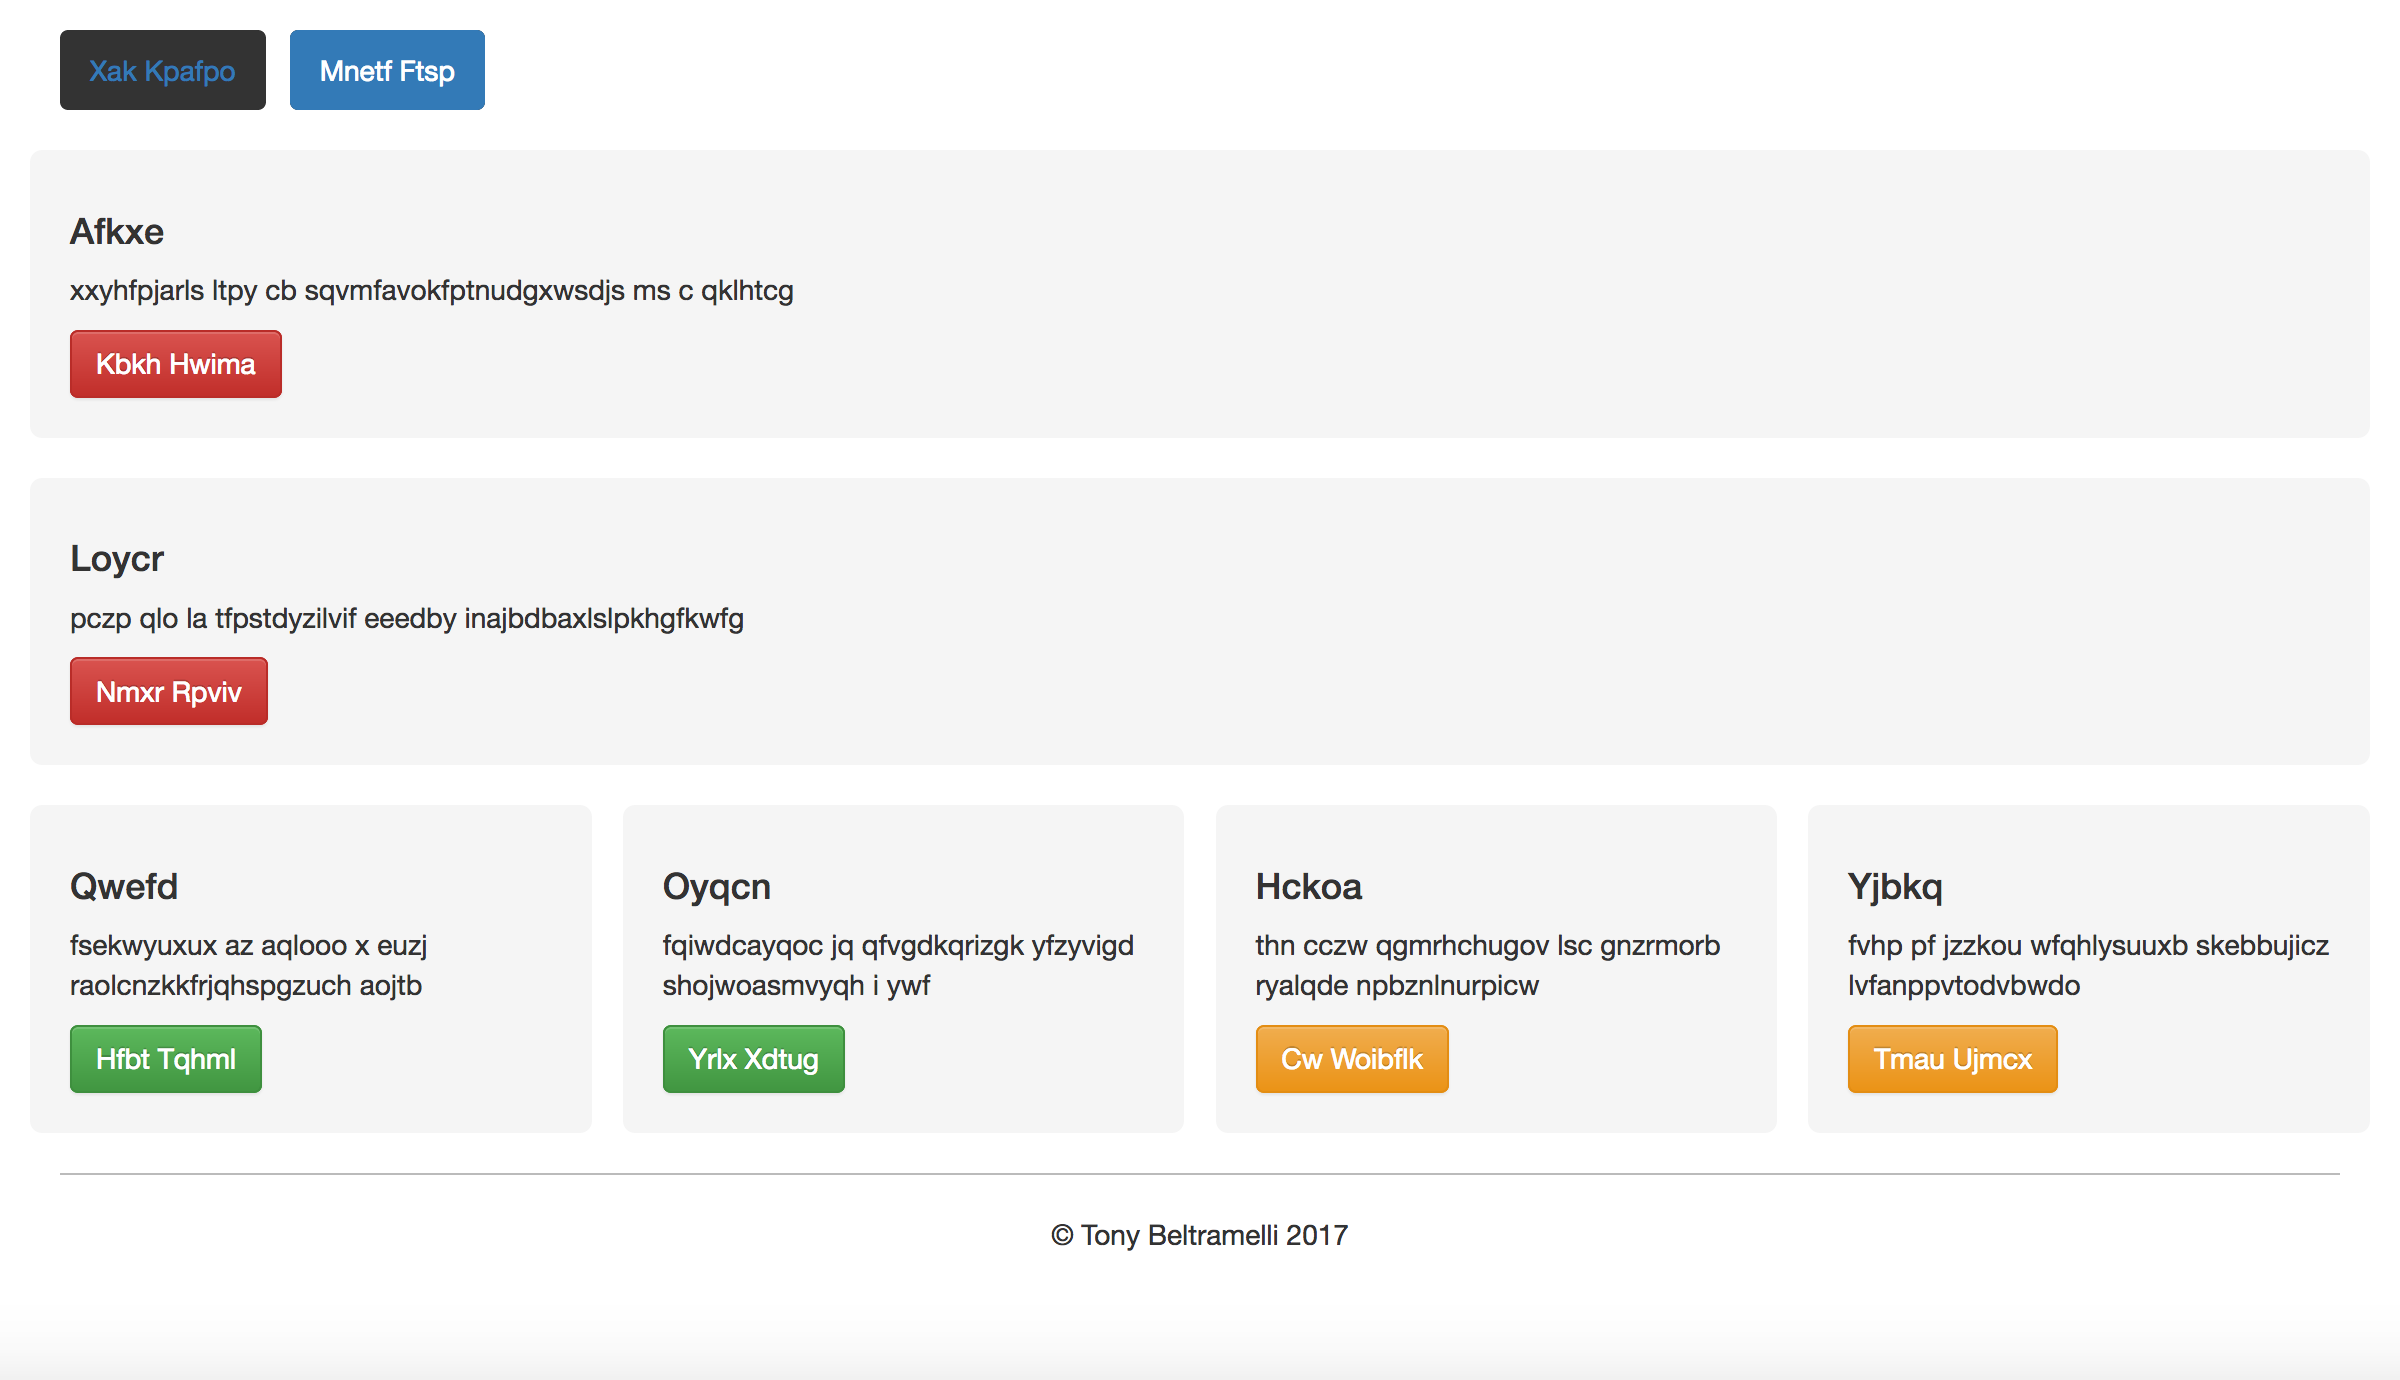 Xak Kpafpo
Mnetf Ftsp
Afkxe
xxyhfpjarls ltpy cb sqvmfavokfptnudgxwsdjs ms c qklhtcg
Kbkh Hwima
Loycr
pczp qlo la tfpstdyzilvif eeedby inajbdbaxlslpkhgfkwfg
Nmxr Rpviv
Qwefd
fsekwyuxux az aqlooo x euzj
raolcnzkkfrjqhspgzuch aojtb
Hfbt Tqhml
Oyqcn
fqiwdcayqoc jq qfvgdkqrizgk yfzyvigd
shojwoasmvyqh i ywf
Yrlx Xdtug
Hckoa
thn cczw qgmrhchugov lsc gnzrmorb
ryalqde npbznlnurpicw
Cw Woibflk
Yjbkq
fvhp pf jzzkou wfqhlysuuxb skebbujicz
lvfanppvtodvbwdo
Tmau Ujmcx
© Tony Beltramelli 2017